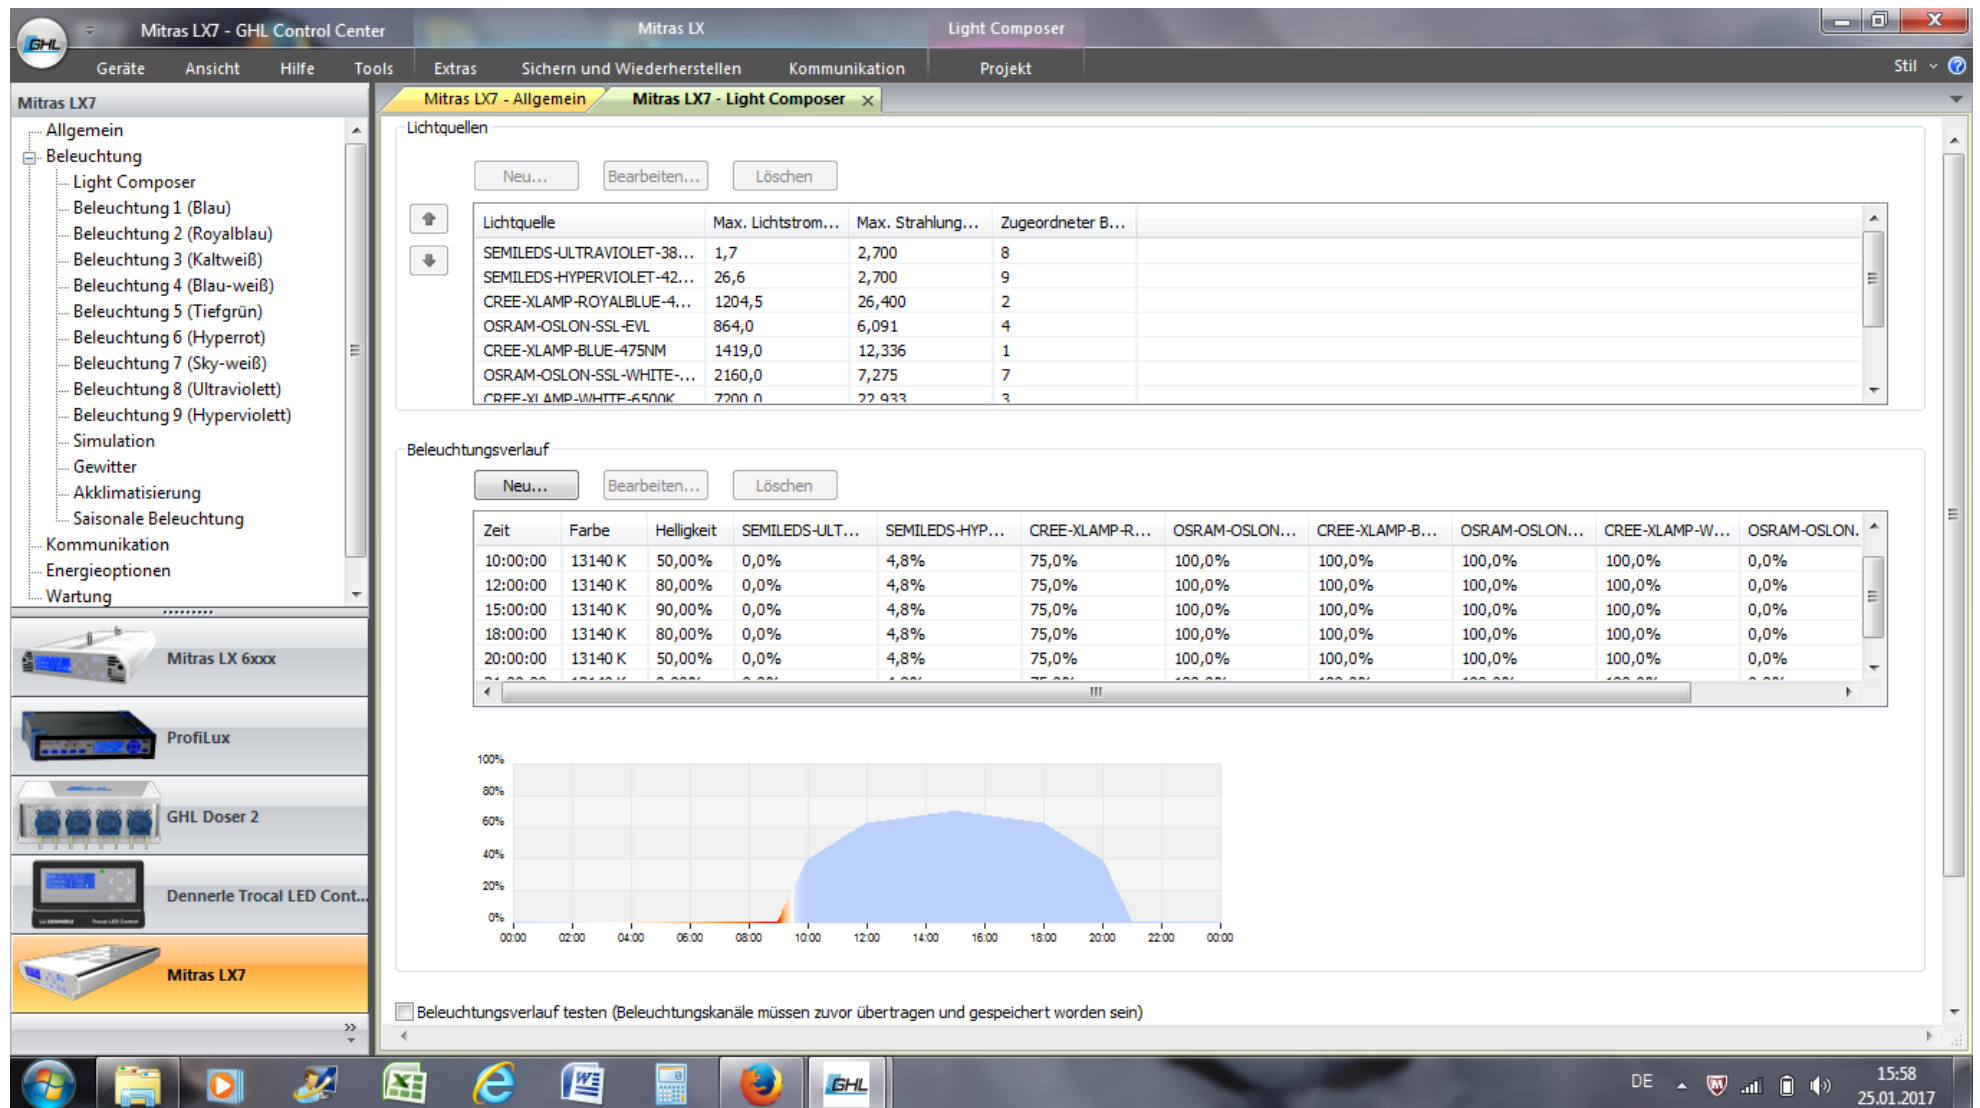 GHL
Mitras LX7 - GHL Control Center
Mitras LX
Light Composer
Geräte Ansicht Hilfe Tools Extras Sichern und Wiederherstellen Kommunikation Projekt Stil
Mitras LX7
Allgemein
Beleuchtung
Light Composer
Beleuchtung 1 (Blau)
Beleuchtung 2 (Royalblau)
Beleuchtung 3 (Kaltweiß)
Beleuchtung 4 (Blau-weiß)
Beleuchtung 5 (Tiefgrün)
Beleuchtung 6 (Hyperrot)
Beleuchtung 7 (Sky-weiß)
Beleuchtung 8 (Ultraviolett)
Beleuchtung 9 (Hyperviolett)
Simulation
Gewitter
Akklimatisierung
Saisonale Beleuchtung
Kommunikation
Energieoptionen
Wartung
Mitras LX 6xxx
ProfiLux
GHL Doser 2
Dennerle Trocal LED Cont...
Mitras LX7
Mitras LX7 - Allgemein
Mitras LX7 - Light Composer
Lichtquellen
Neu... Bearbeiten... Löschen
Lichtquelle Max. Lichtstrom... Max. Strahlung... Zugeordneter B...
SEMILEDS-ULTRAVIOLET-38... 1,7 2,700 8
SEMILEDS-HYPERVIOLET-42... 26,6 2,700 9
CREE-XLAMP-ROYALBLUE-4... 1204,5 26,400 2
OSRAM-OSLON-SSL-EVL 864,0 6,091 4
CREE-XLAMP-BLUE-475NM 1419,0 12,336 1
OSRAM-OSLON-SSL-WHITE-... 2160,0 7,275 7
CREE-XLAMP-WHITE-6500K 7200,0 22,933 3
Beleuchtungsverlauf
Neu... Bearbeiten... Löschen
Zeit Farbe Helligkeit SEMILEDS-ULT... SEMILEDS-HYP... CREE-XLAMP-R... OSRAM-OSLON... CREE-XLAMP-B... OSRAM-OSLON... CREE-XLAMP-W... OSRAM-OSLON.
10:00:00 13140 K 50,00% 0,0% 4,8% 75,0% 100,0% 100,0% 100,0% 100,0% 0,0%
12:00:00 13140 K 80,00% 0,0% 4,8% 75,0% 100,0% 100,0% 100,0% 100,0% 0,0%
15:00:00 13140 K 90,00% 0,0% 4,8% 75,0% 100,0% 100,0% 100,0% 100,0% 0,0%
18:00:00 13140 K 80,00% 0,0% 4,8% 75,0% 100,0% 100,0% 100,0% 100,0% 0,0%
20:00:00 13140 K 50,00% 0,0% 4,8% 75,0% 100,0% 100,0% 100,0% 100,0% 0,0%
100%
80%
60%
40%
20%
0%
00:00 02:00 04:00 06:00 08:00 10:00 12:00 14:00 16:00 18:00 20:00 22:00 00:00
Beleuchtungsverlauf testen (Beleuchtungskanäle müssen zuvor übertragen und gespeichert worden sein)
GHL
DE
15:58
25.01.2017